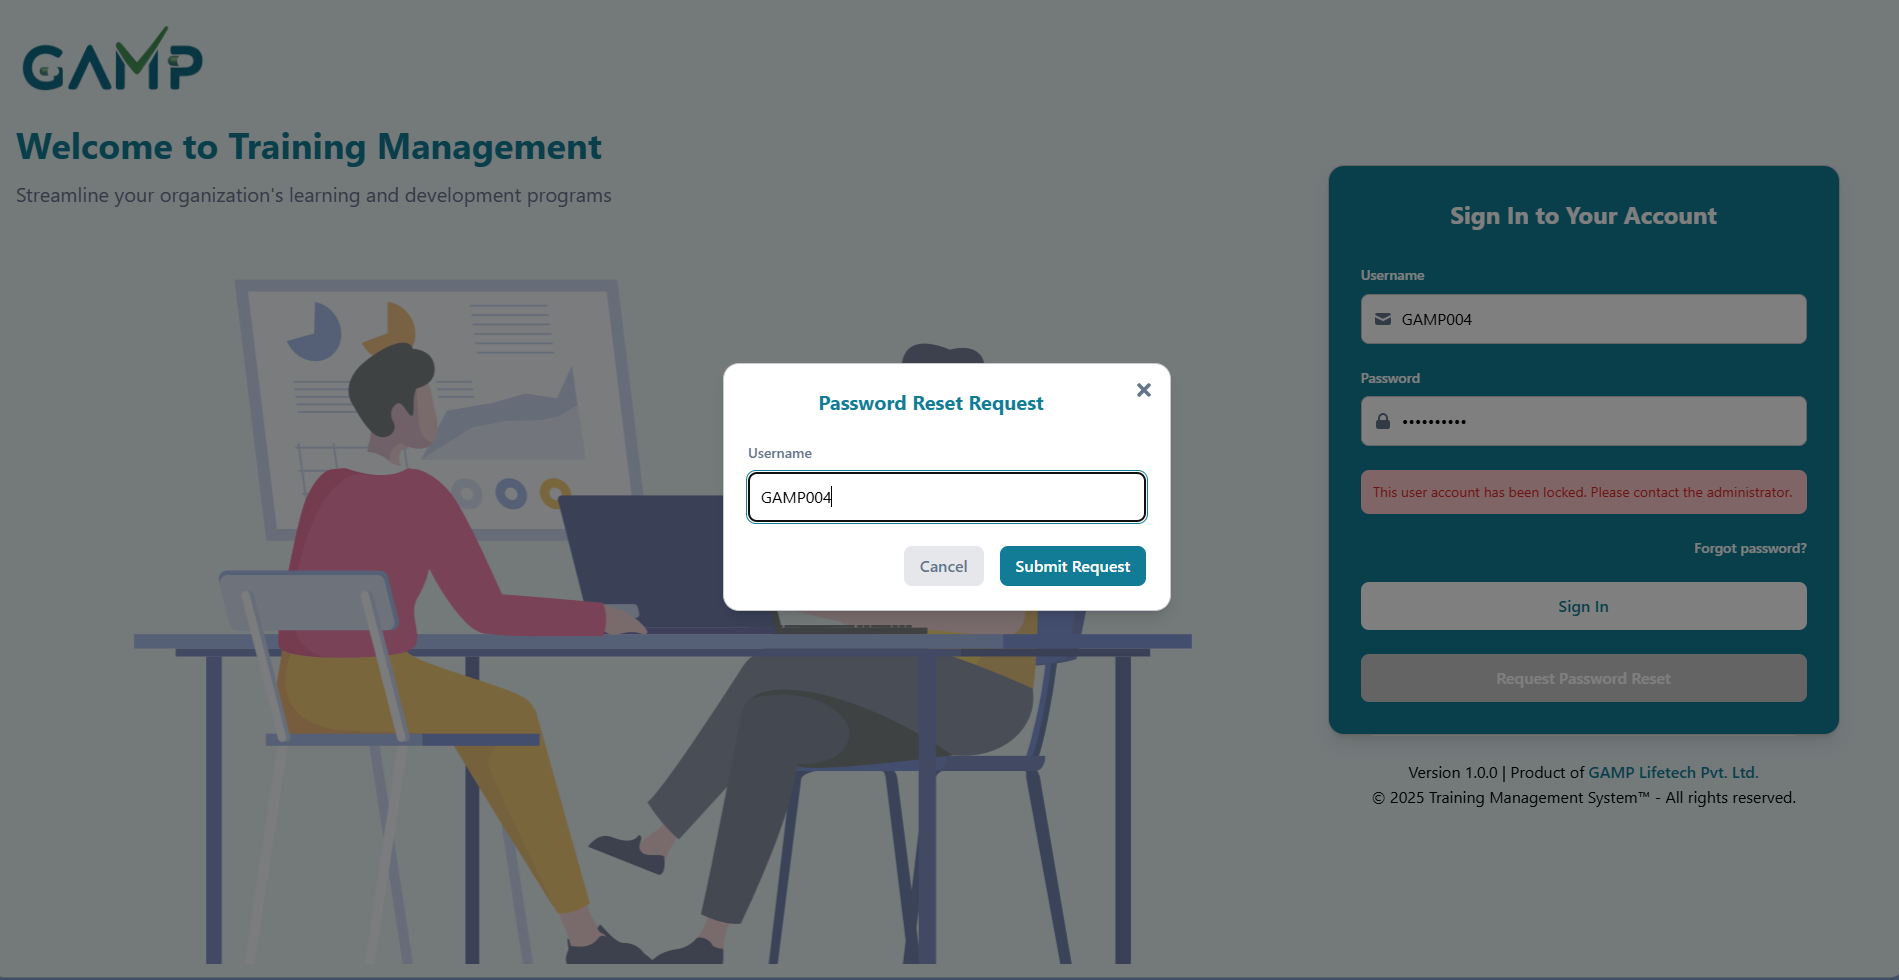 GAMP
Welcome to Training Management
Streamline your organization's learning and development programs
Password Reset Request
Username
GAMP004
Cancel
Submit Request
Sign In to Your Account
Username
GAMP004
Password
This user account has been locked. Please contact the administrator.
Forgot password?
Sign In
Request Password Reset
Version 1.0.0 | Product of GAMP Lifetech Pvt. Ltd.
© 2025 Training Management System™ - All rights reserved.